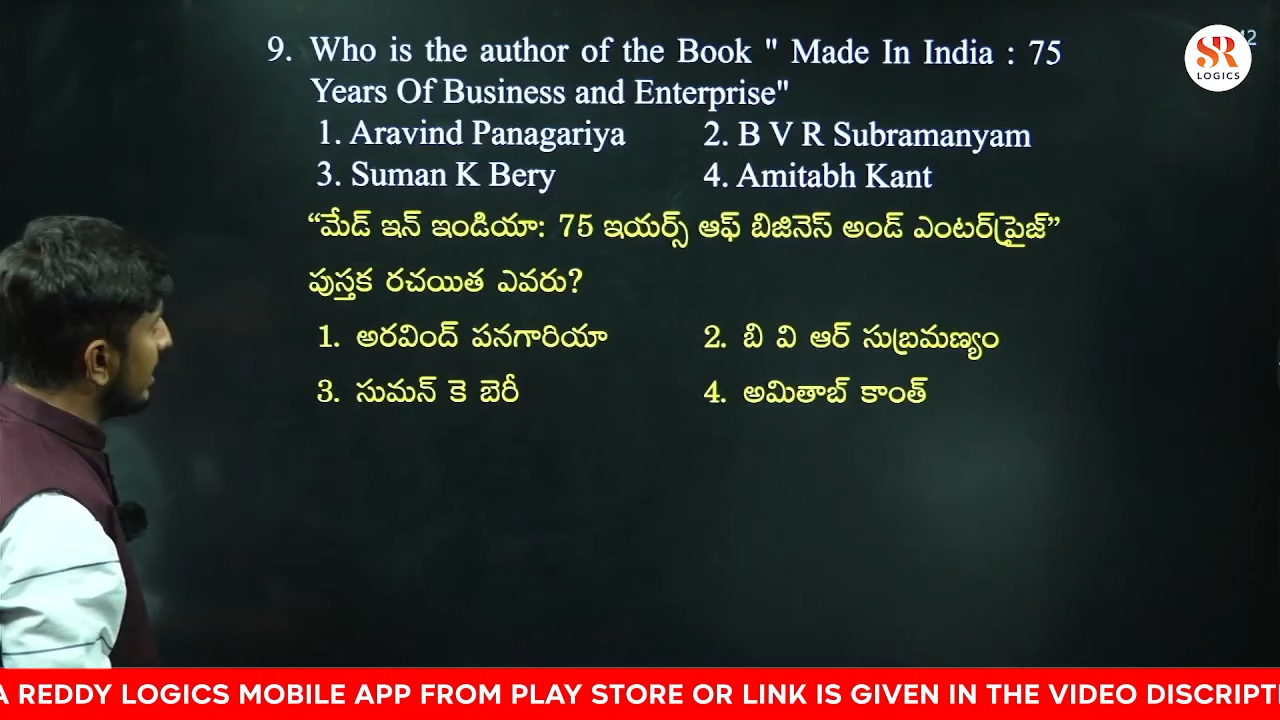 9. Who is the author of the Book " Made In India : 75
Years Of Business and Enterprise"
1. Aravind Panagariya 2. B V R Subramanyam
3. Suman K Bery 4. Amitabh Kant
“మేడ్ ఇన్ ఇండియా: 75 ఇయర్స్ ఆఫ్ బిజినెస్ అండ్ ఎంటర్‌ప్రైజ్”
పుస్తక రచయిత ఎవరు?
1. అరవింద్ పనగారియా 2. బి వి ఆర్ సుబ్రమణ్యం
3. సుమన్ కె బెరీ 4. అమితాబ్ కాంత్
SR
LOGICS
A REDDY LOGICS MOBILE APP FROM PLAY STORE OR LINK IS GIVEN IN THE VIDEO DISCRIPT